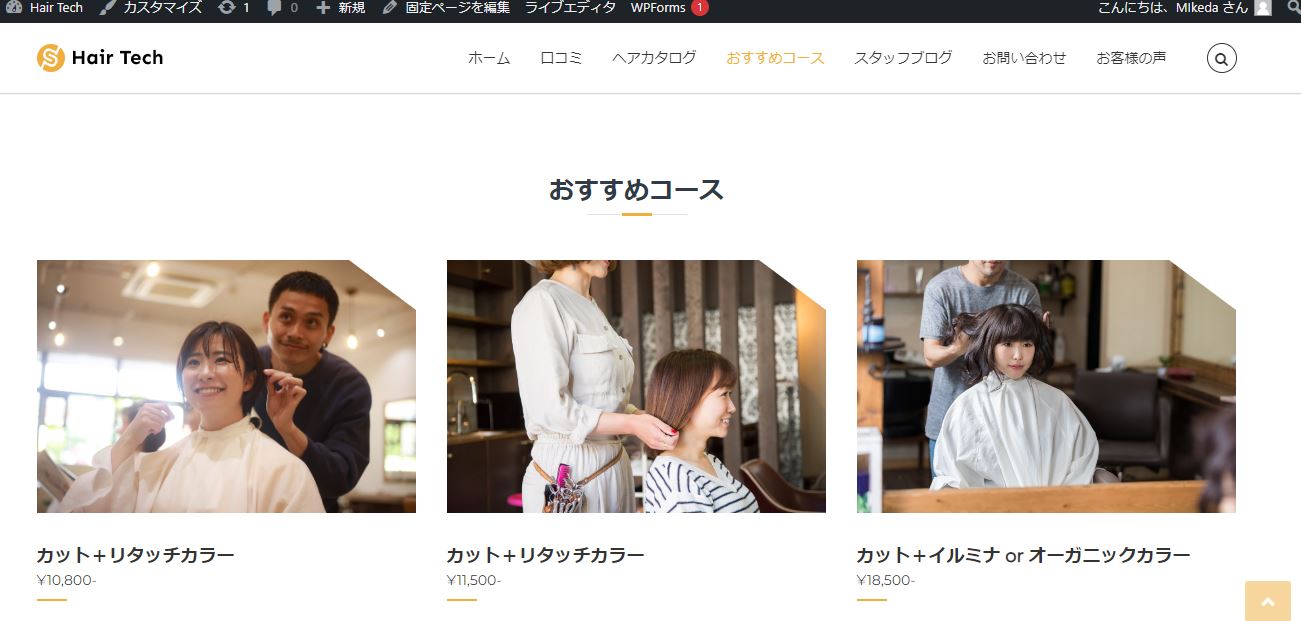 Hair Tech カスタマイズ 1 0 新規 固定ページを編集 ライブエディタ WPForms 1 こんにちは、MIkeda さん
Hair Tech ホーム 口コミ ヘアカタログ おすすめコース スタッフブログ お問い合わせ お客様の声
おすすめコース
カット＋リタッチカラー カット＋リタッチカラー カット＋イルミナ or オーガニックカラー
¥10,800- ¥11,500- ¥18,500-